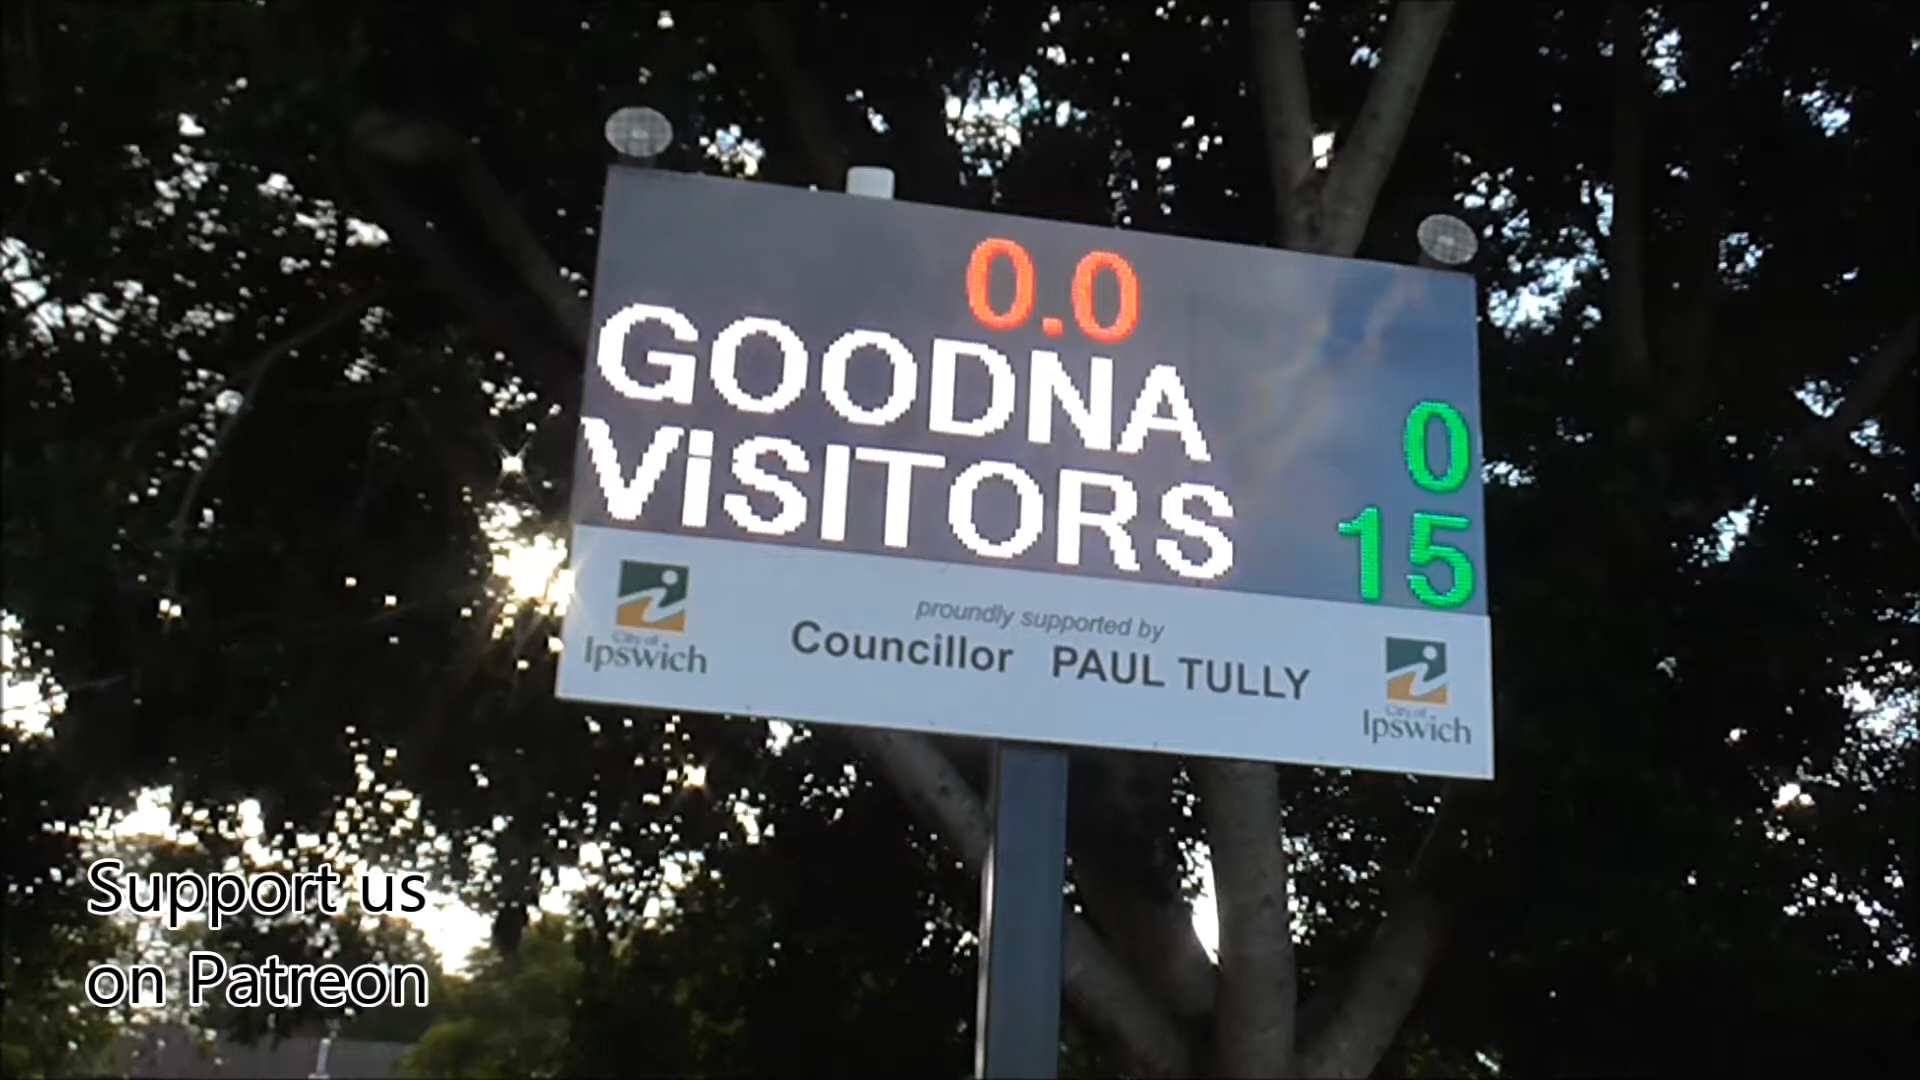 0.0
GOODNA 0
ViSITORS 15
proundly supported by
Councillor PAUL TULLY
City of
Ipswich
City of
Ipswich
Support us
on Patreon